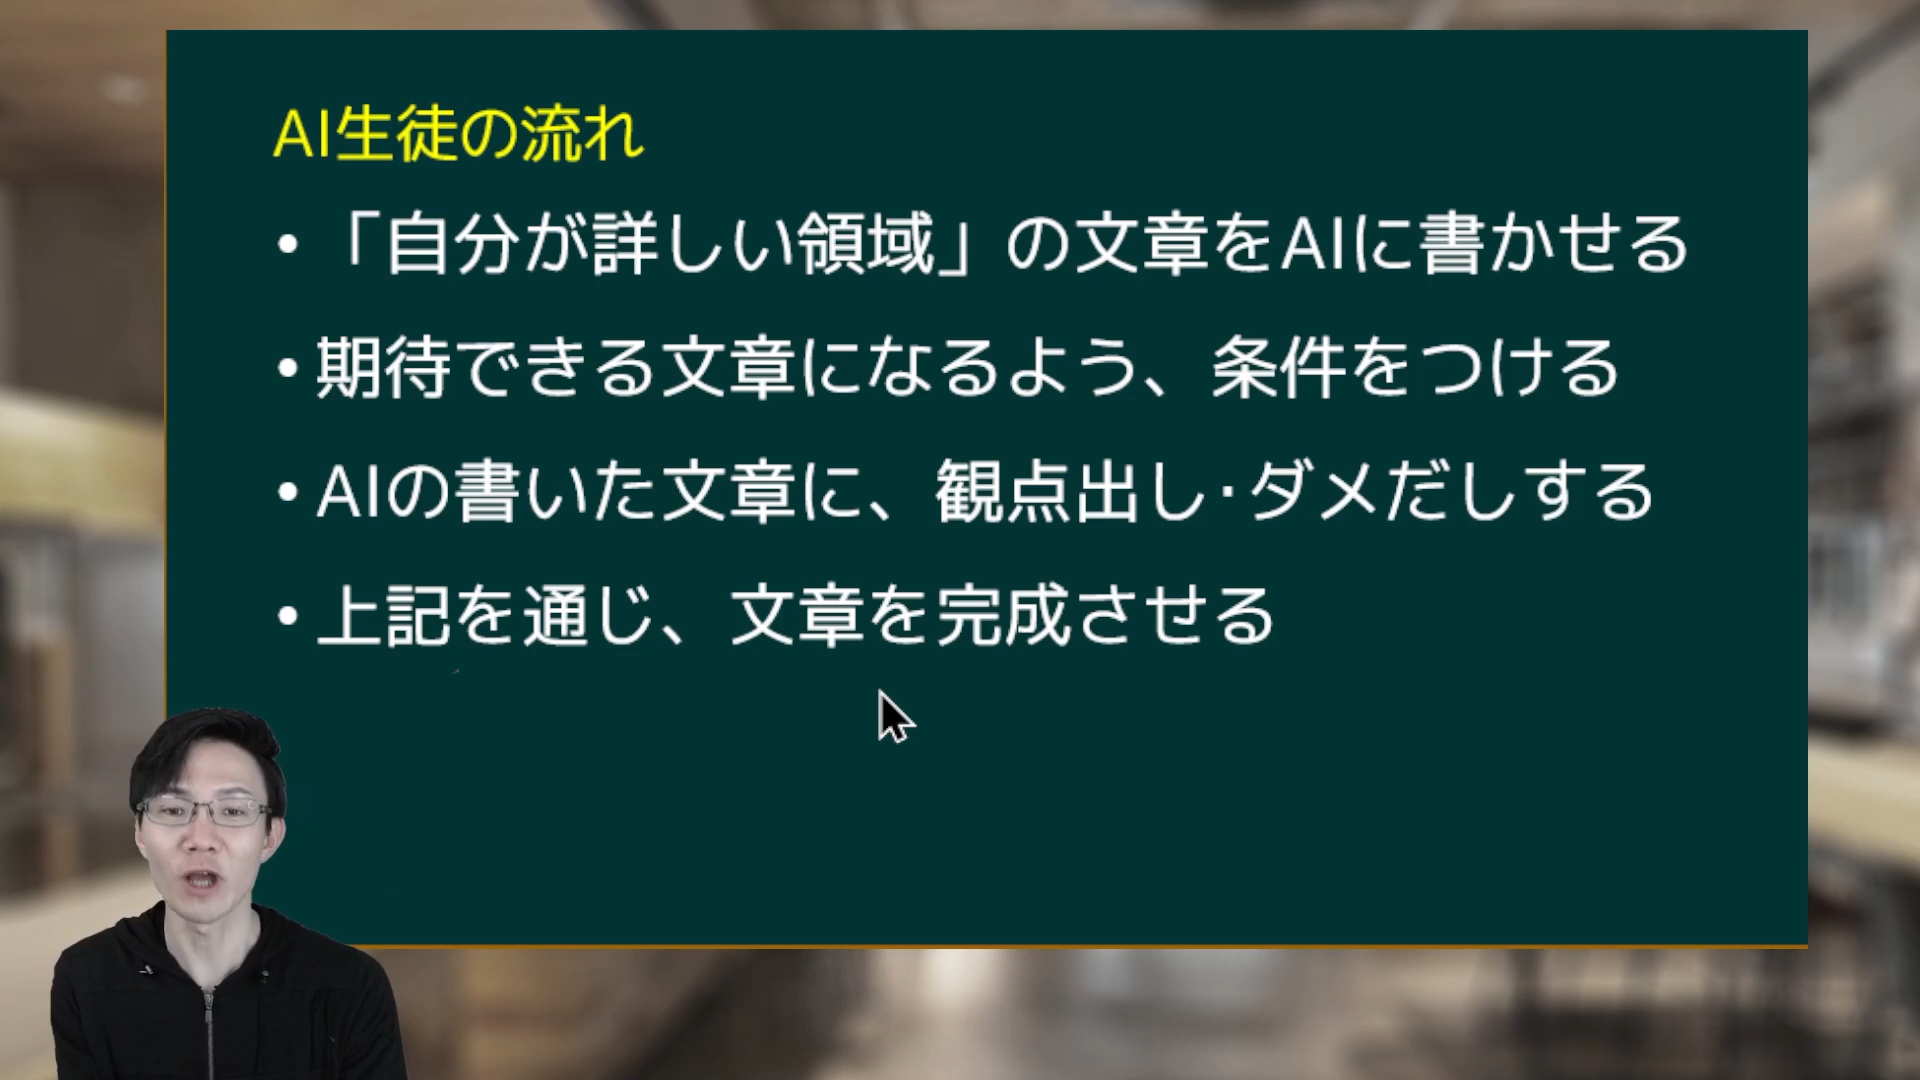 AI生徒の流れ
•「自分が詳しい領域」の文章をAIに書かせる
•期待できる文章になるよう、条件をつける
•AIの書いた文章に、観点出し･ダメだしする
•上記を通じ、文章を完成させる